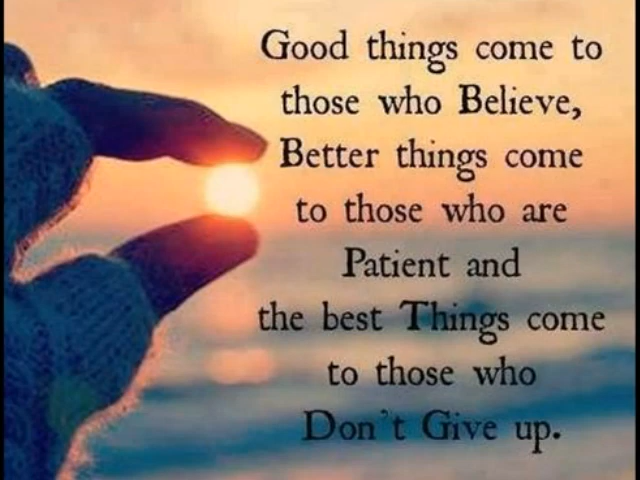 Good things come to
those who Believe,
Better things come
to those who are
Patient and
the best Things come
to those who
Don't Give up.